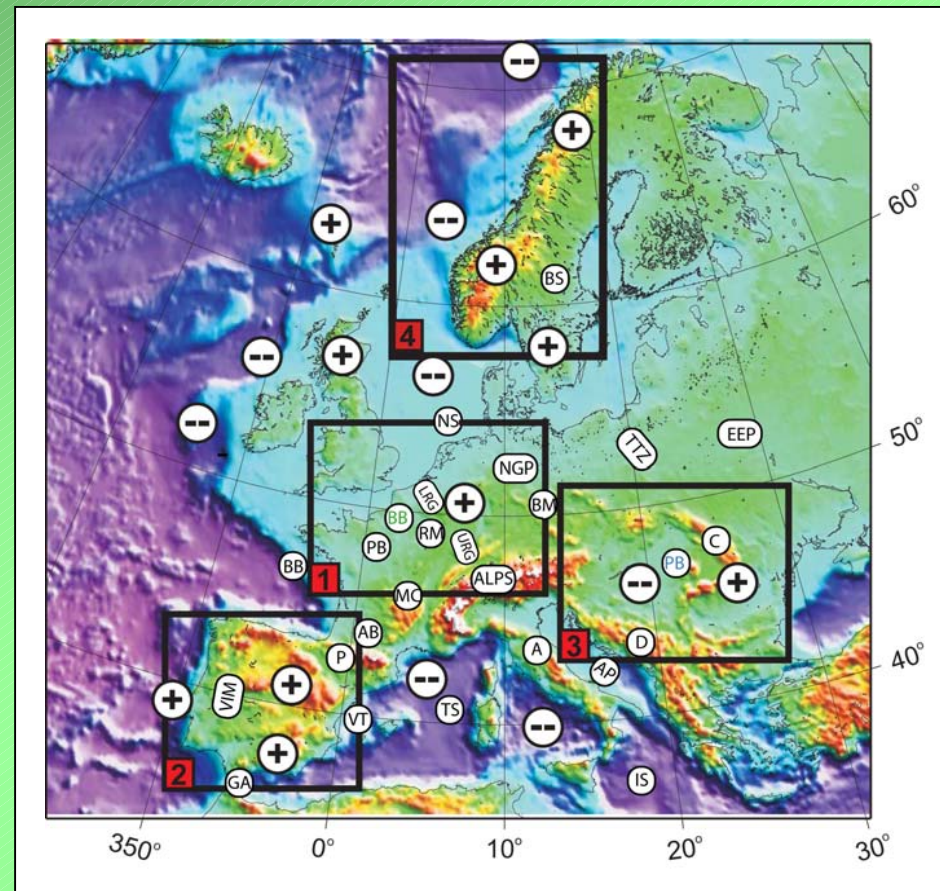 --
+
60°
+
--
+
BS
4
+
--
+
--
--
NS
TTZ
EEP
50°
NGP
LRG
+
BM
BB
RM
URG
PB
C
PB
BB
1
ALPS
--
+
MC
AB
A
D
3
P
AP
40°
--
+
VIM
+
TS
VT
--
+
2
GA
IS
350°
0°
10°
20°
30°